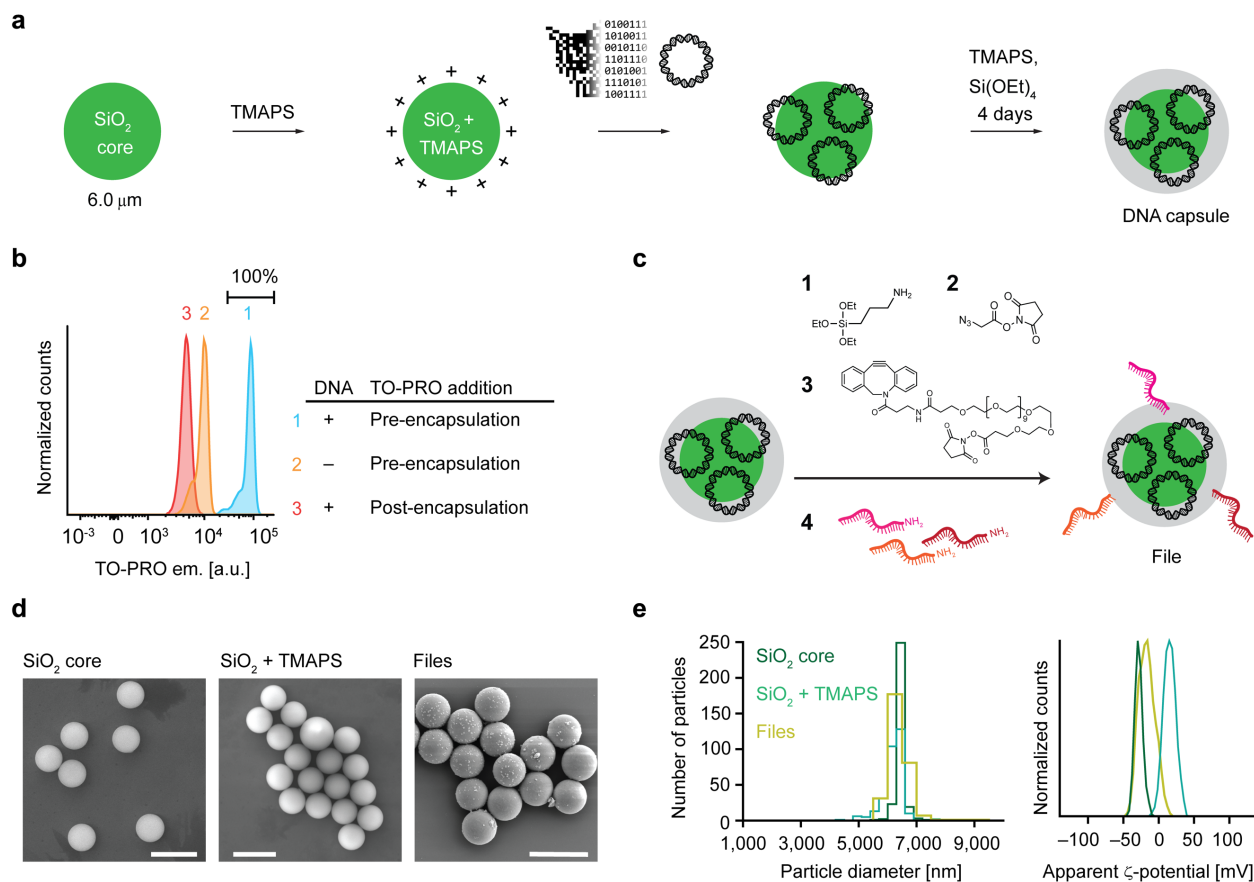 a
SiO2
core
6.0 μm
TMAPS
SiO2 +
TMAPS
+ + + + + + + + + + + +
0100111
1010011
0010110
1101110
0101001
1110101
1001111
TMAPS,
Si(OEt)4
4 days
DNA capsule
b
100%
3 2 1
Normalized counts
-10-3 0 103 104 105
TO-PRO em. [a.u.]
DNA TO-PRO addition
1 + Pre-encapsulation
2 – Pre-encapsulation
3 + Post-encapsulation
c
1
NH2
OEt
EtO Si
OEt
2
N3
O
O
N
O
O
3
N
O
N
H
O
O
O
9
O
O
O
O
N
O
O
O
4
NH2
NH2
NH2
File
d
SiO2 core
SiO2 + TMAPS
Files
e
Number of particles
250
200
150
100
50
0
SiO2 core
SiO2 + TMAPS
Files
1,000 3,000 5,000 7,000 9,000
Particle diameter [nm]
Normalized counts
–100 –50 0 50 100
Apparent ζ-potential [mV]